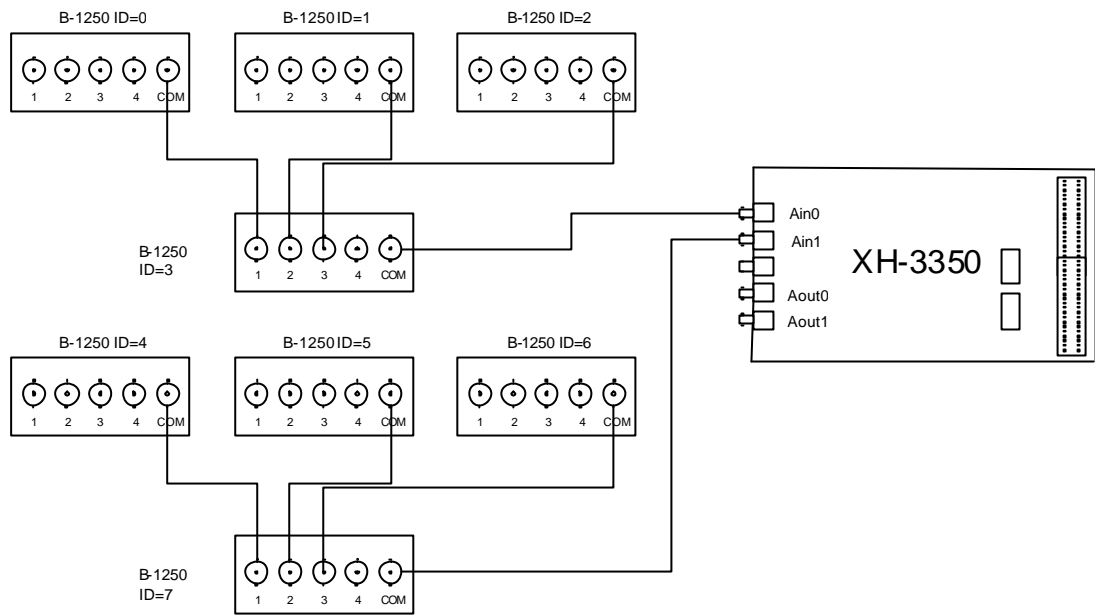 B-1250 ID=0
B-1250 ID=1
B-1250 ID=2
1 2 3 4 COM
1 2 3 4 COM
1 2 3 4 COM
B-1250
ID=3
1 2 3 4 COM
Ain0
Ain1
XH-3350
Aout0
Aout1
B-1250 ID=4
B-1250 ID=5
B-1250 ID=6
1 2 3 4 COM
1 2 3 4 COM
1 2 3 4 COM
B-1250
ID=7
1 2 3 4 COM